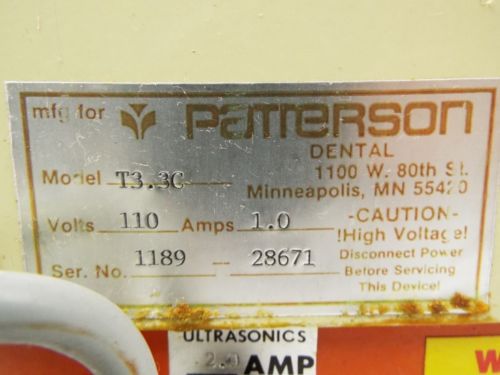 mfg for PATTERSON
DENTAL
1100 W. 80th St.
Minneapolis, MN 55420
Model T3.3C
Volts 110 Amps 1.0
Ser. No. 1189 - 28671
-CAUTION-
!High Voltage!
Disconnect Power
Before Servicing
This Device!
ULTRASONICS
AMP
W